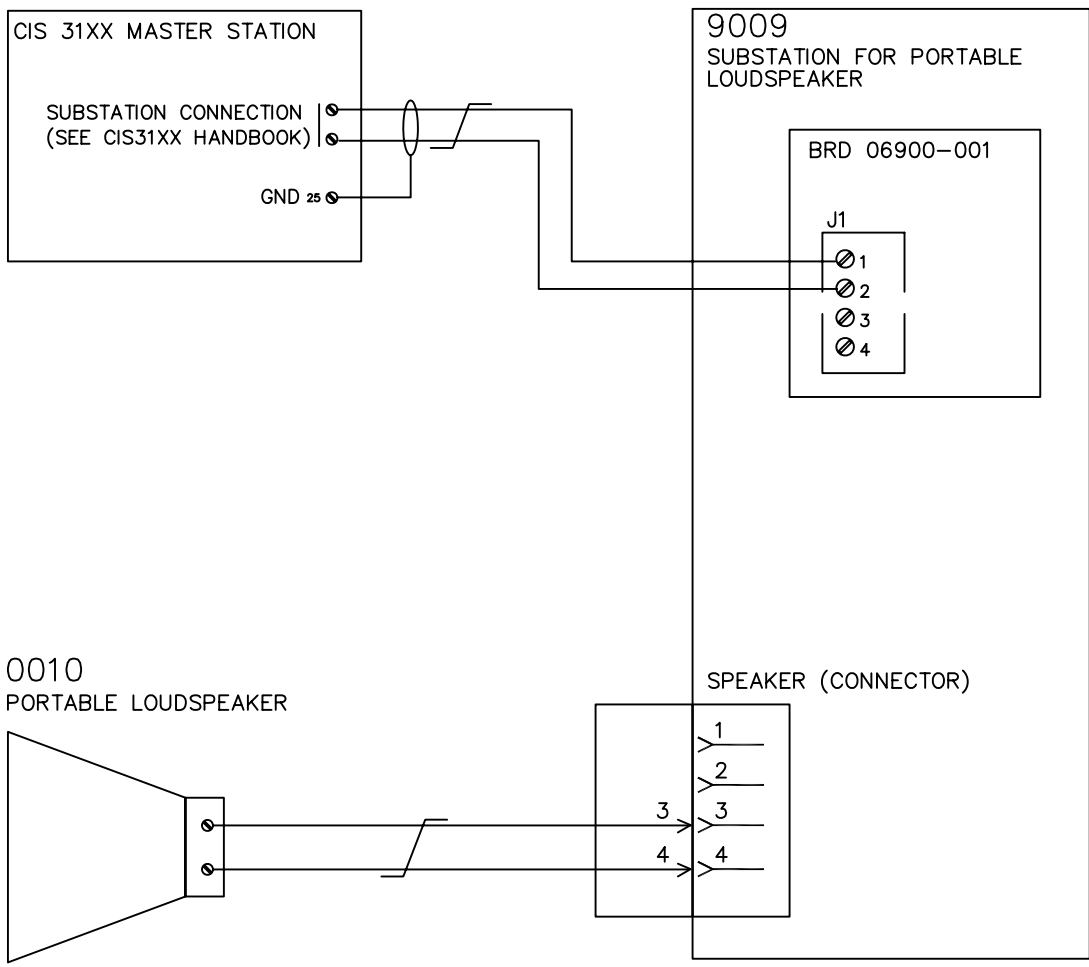 CIS 31XX MASTER STATION
SUBSTATION CONNECTION
(SEE CIS31XX HANDBOOK)
GND 25
9009
SUBSTATION FOR PORTABLE
LOUDSPEAKER
BRD 06900-001
J1
1
2
3
4
0010
PORTABLE LOUDSPEAKER
SPEAKER (CONNECTOR)
1
2
3 3
4 4